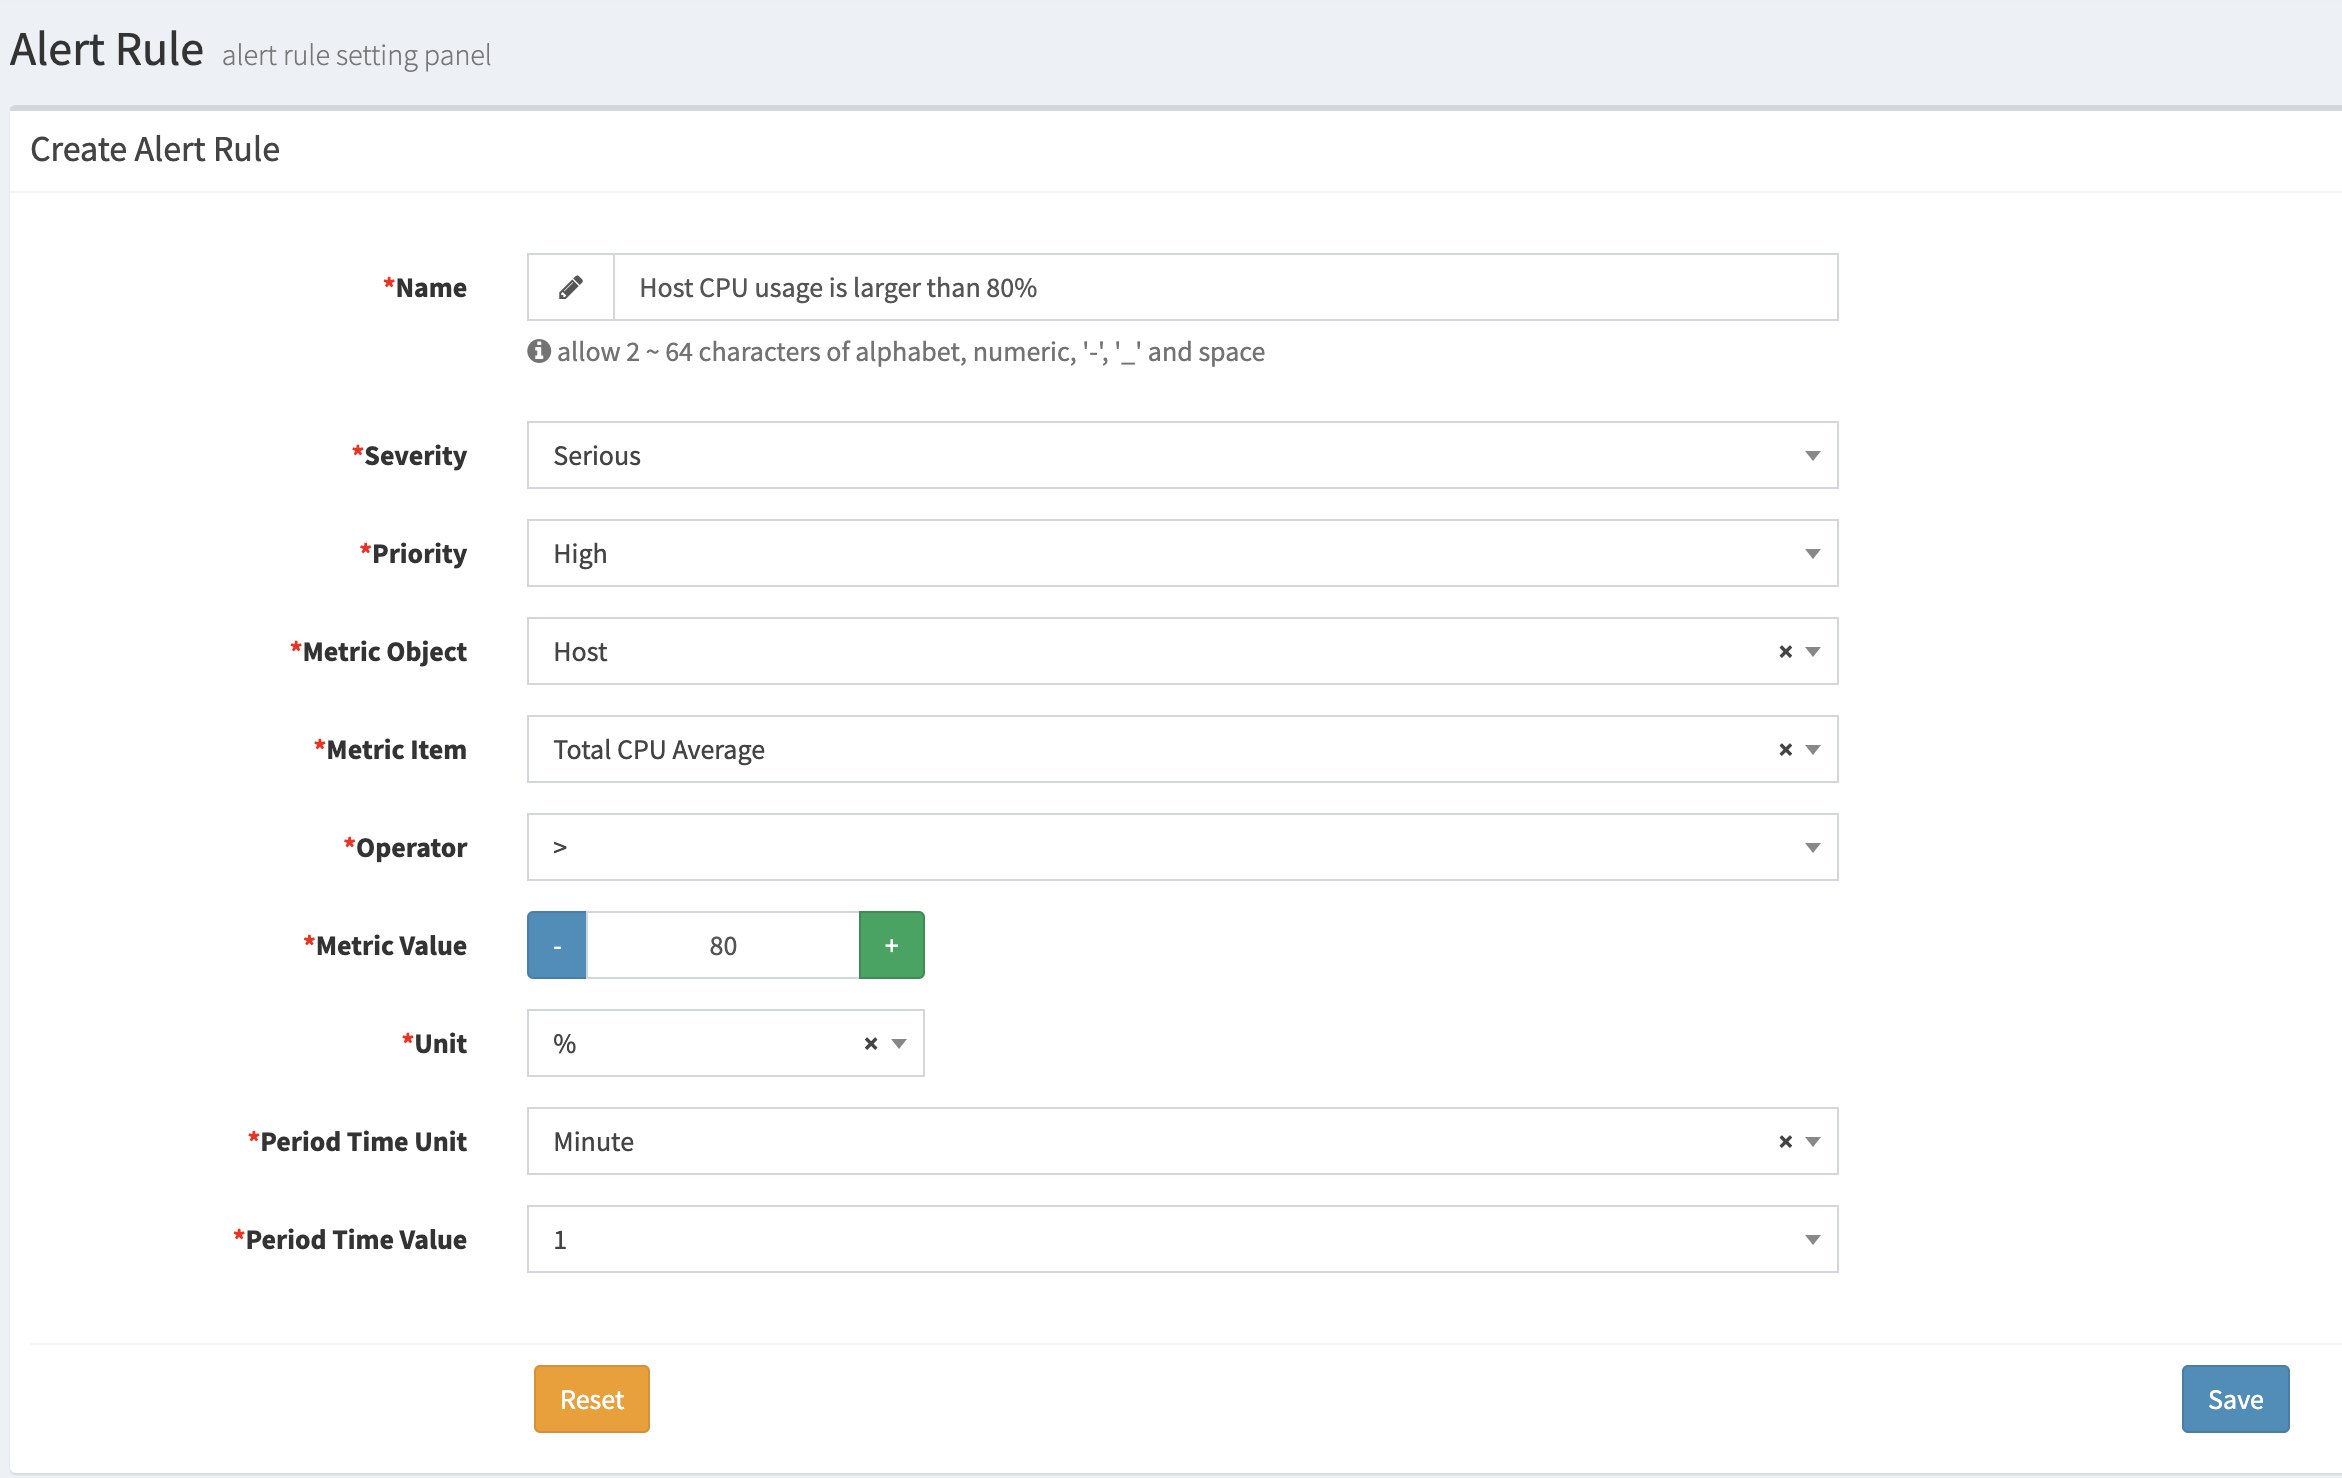 Alert Rule alert rule setting panel
Create Alert Rule
*Name Host CPU usage is larger than 80%
allow 2 ~ 64 characters of alphabet, numeric, '-', '_' and space
*Severity Serious
*Priority High
*Metric Object Host ×
*Metric Item Total CPU Average ×
*Operator >
*Metric Value - 80 +
*Unit % ×
*Period Time Unit Minute ×
*Period Time Value 1
Reset Save